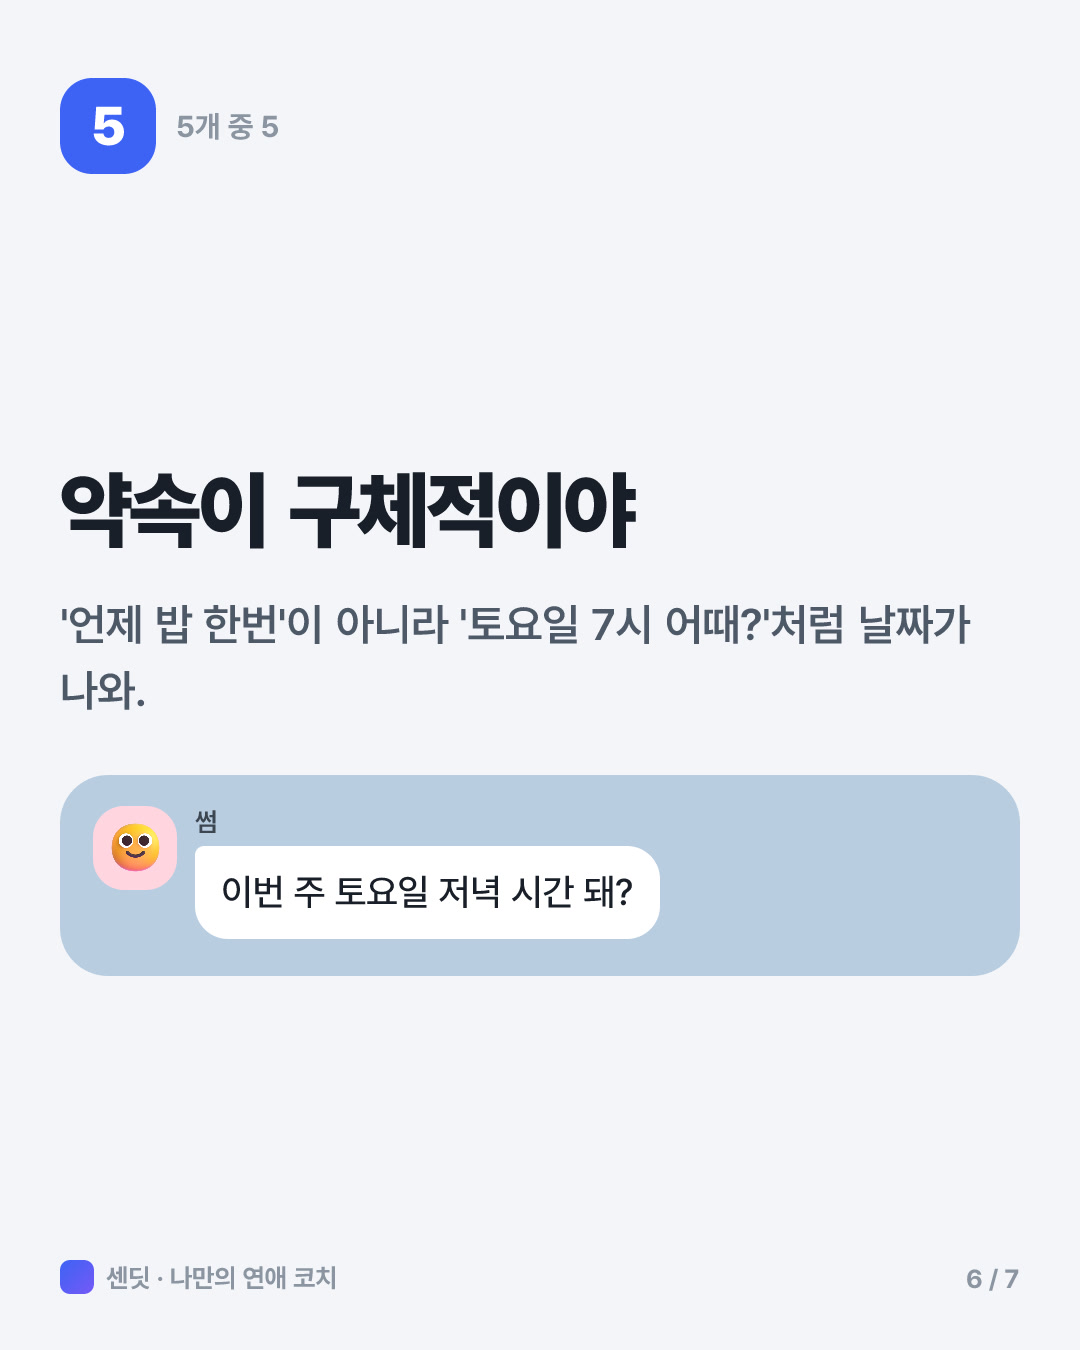 5
5개 중 5
약속이 구체적이야
'언제 밥 한번'이 아니라 '토요일 7시 어때?'처럼 날짜가
나와.
썸
이번 주 토요일 저녁 시간 돼?
센딧 · 나만의 연애 코치
6 / 7